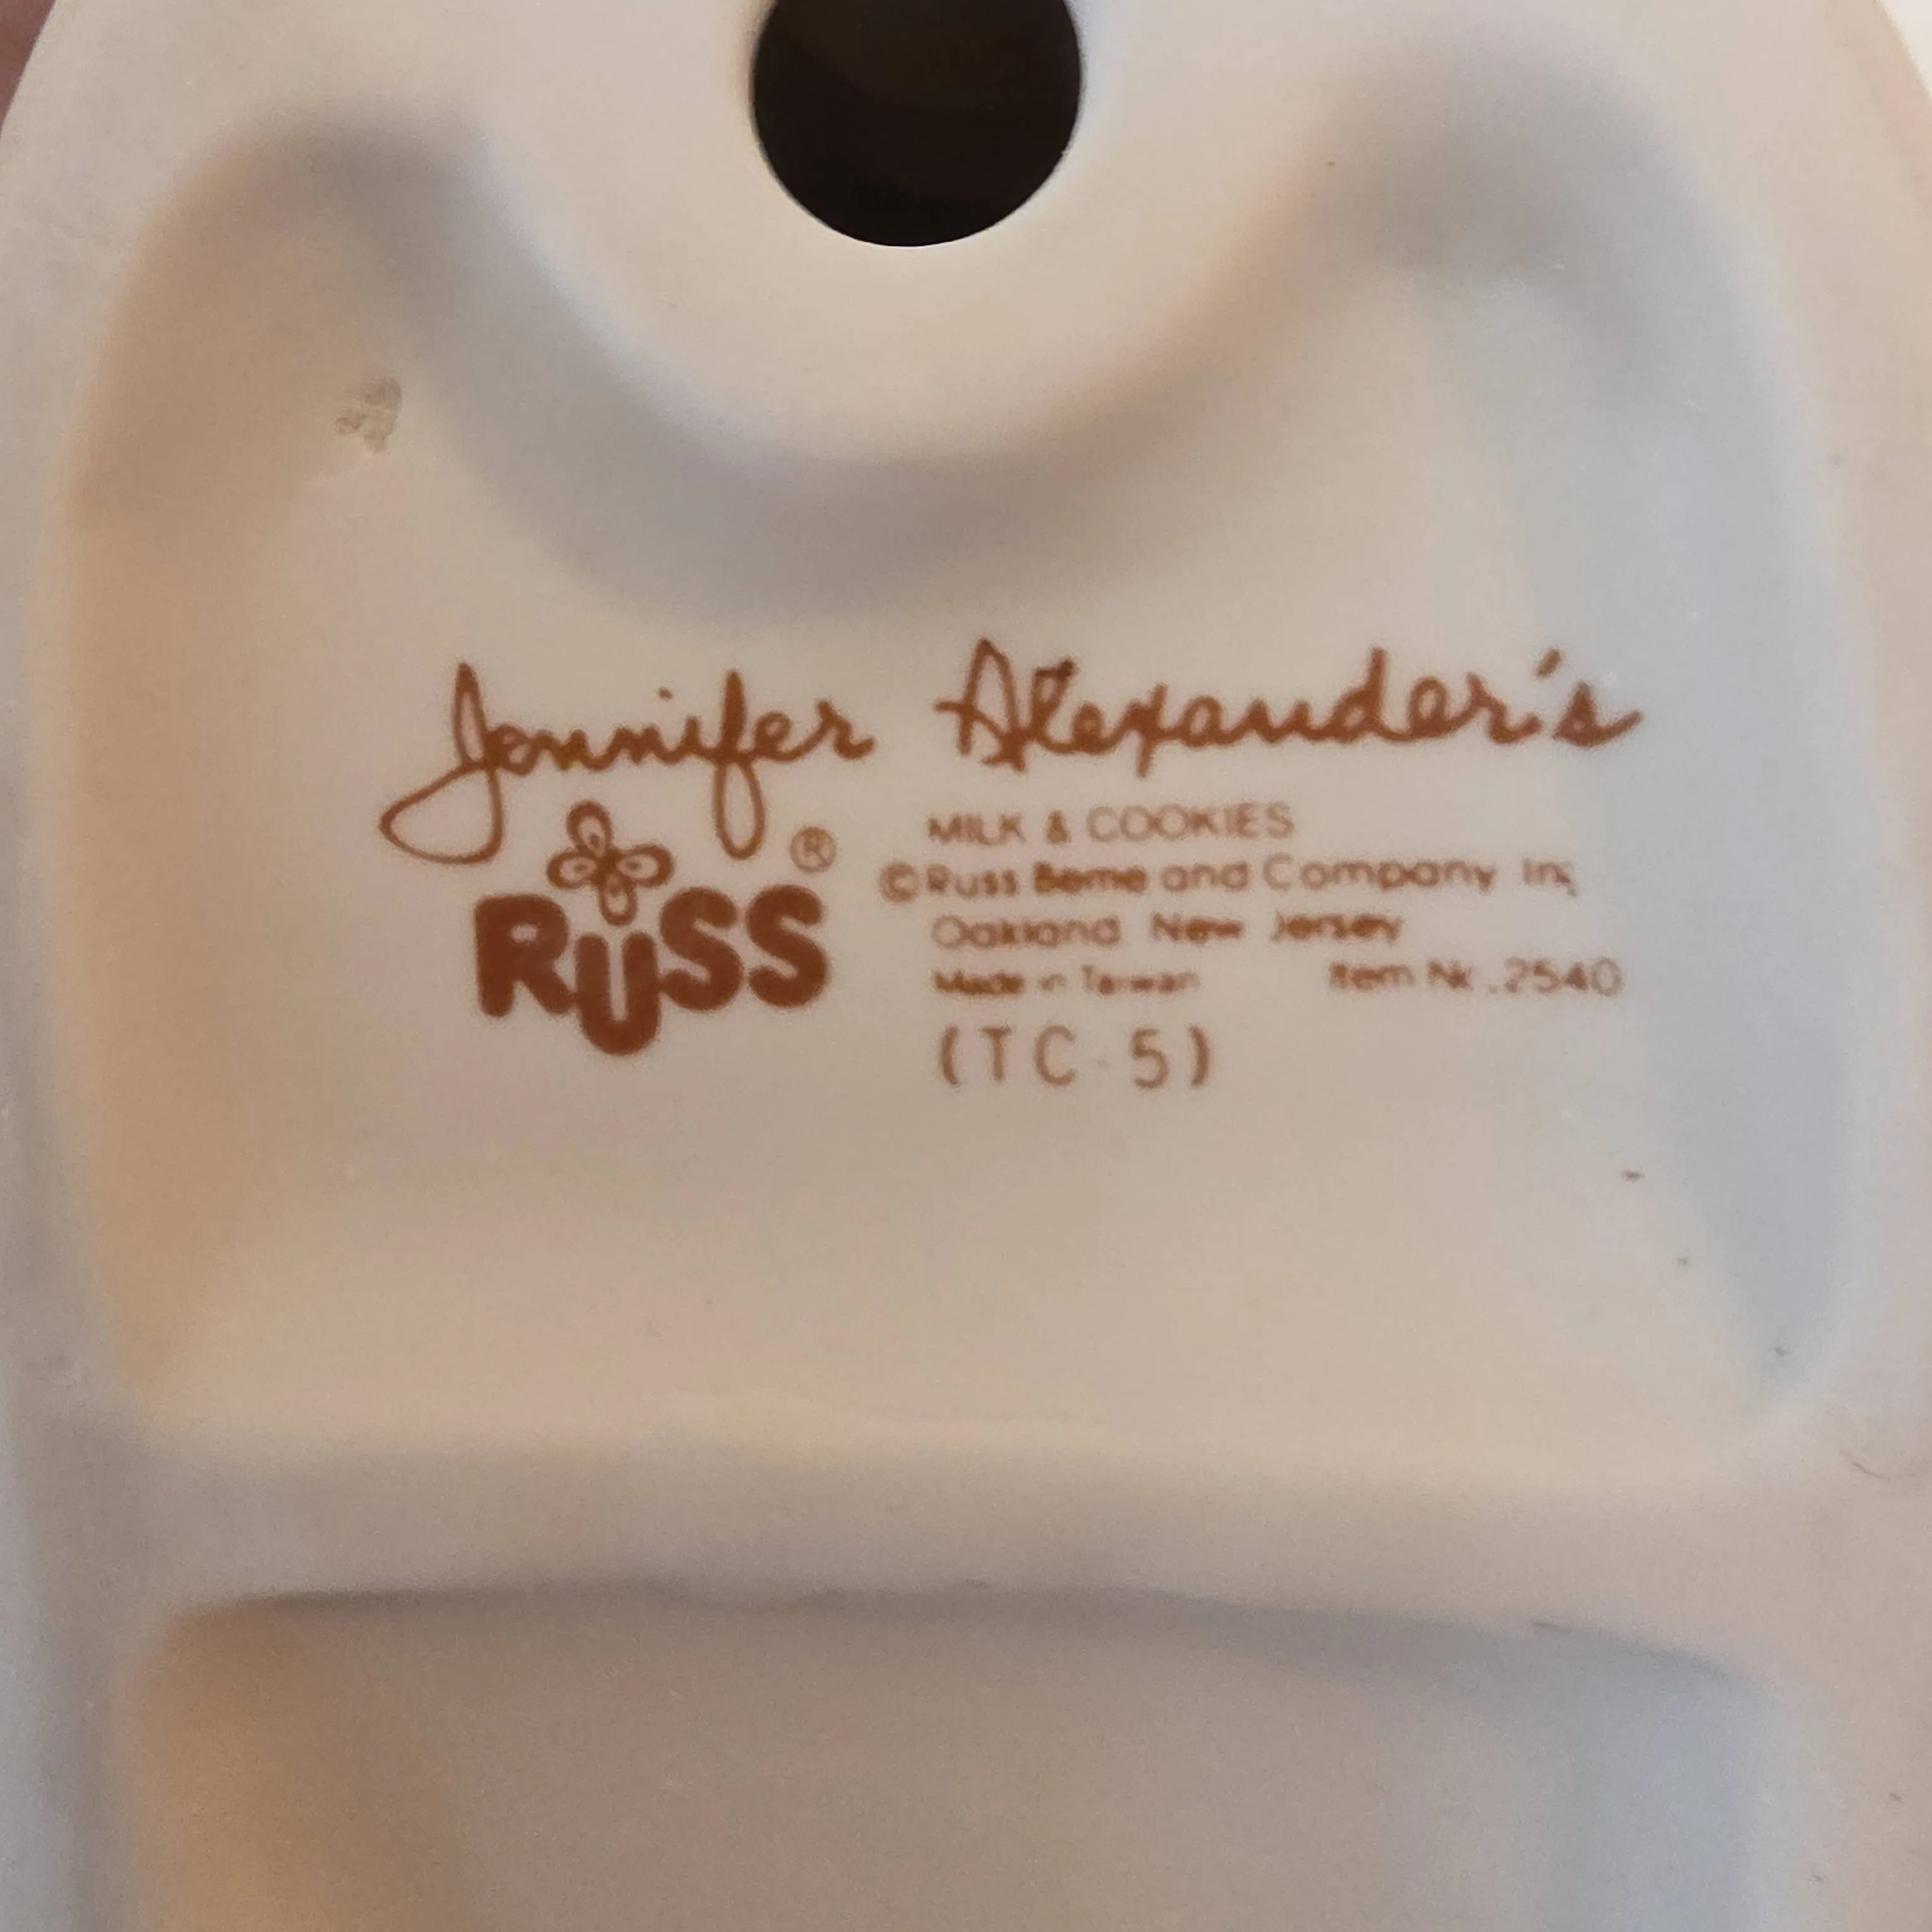 Jennifer Alexander's
RUSS ®
MILK & COOKIES
© Russ Berrie and Company In
Oakland New Jersey
Made in Taiwan Item No. 2540
(TC-5)